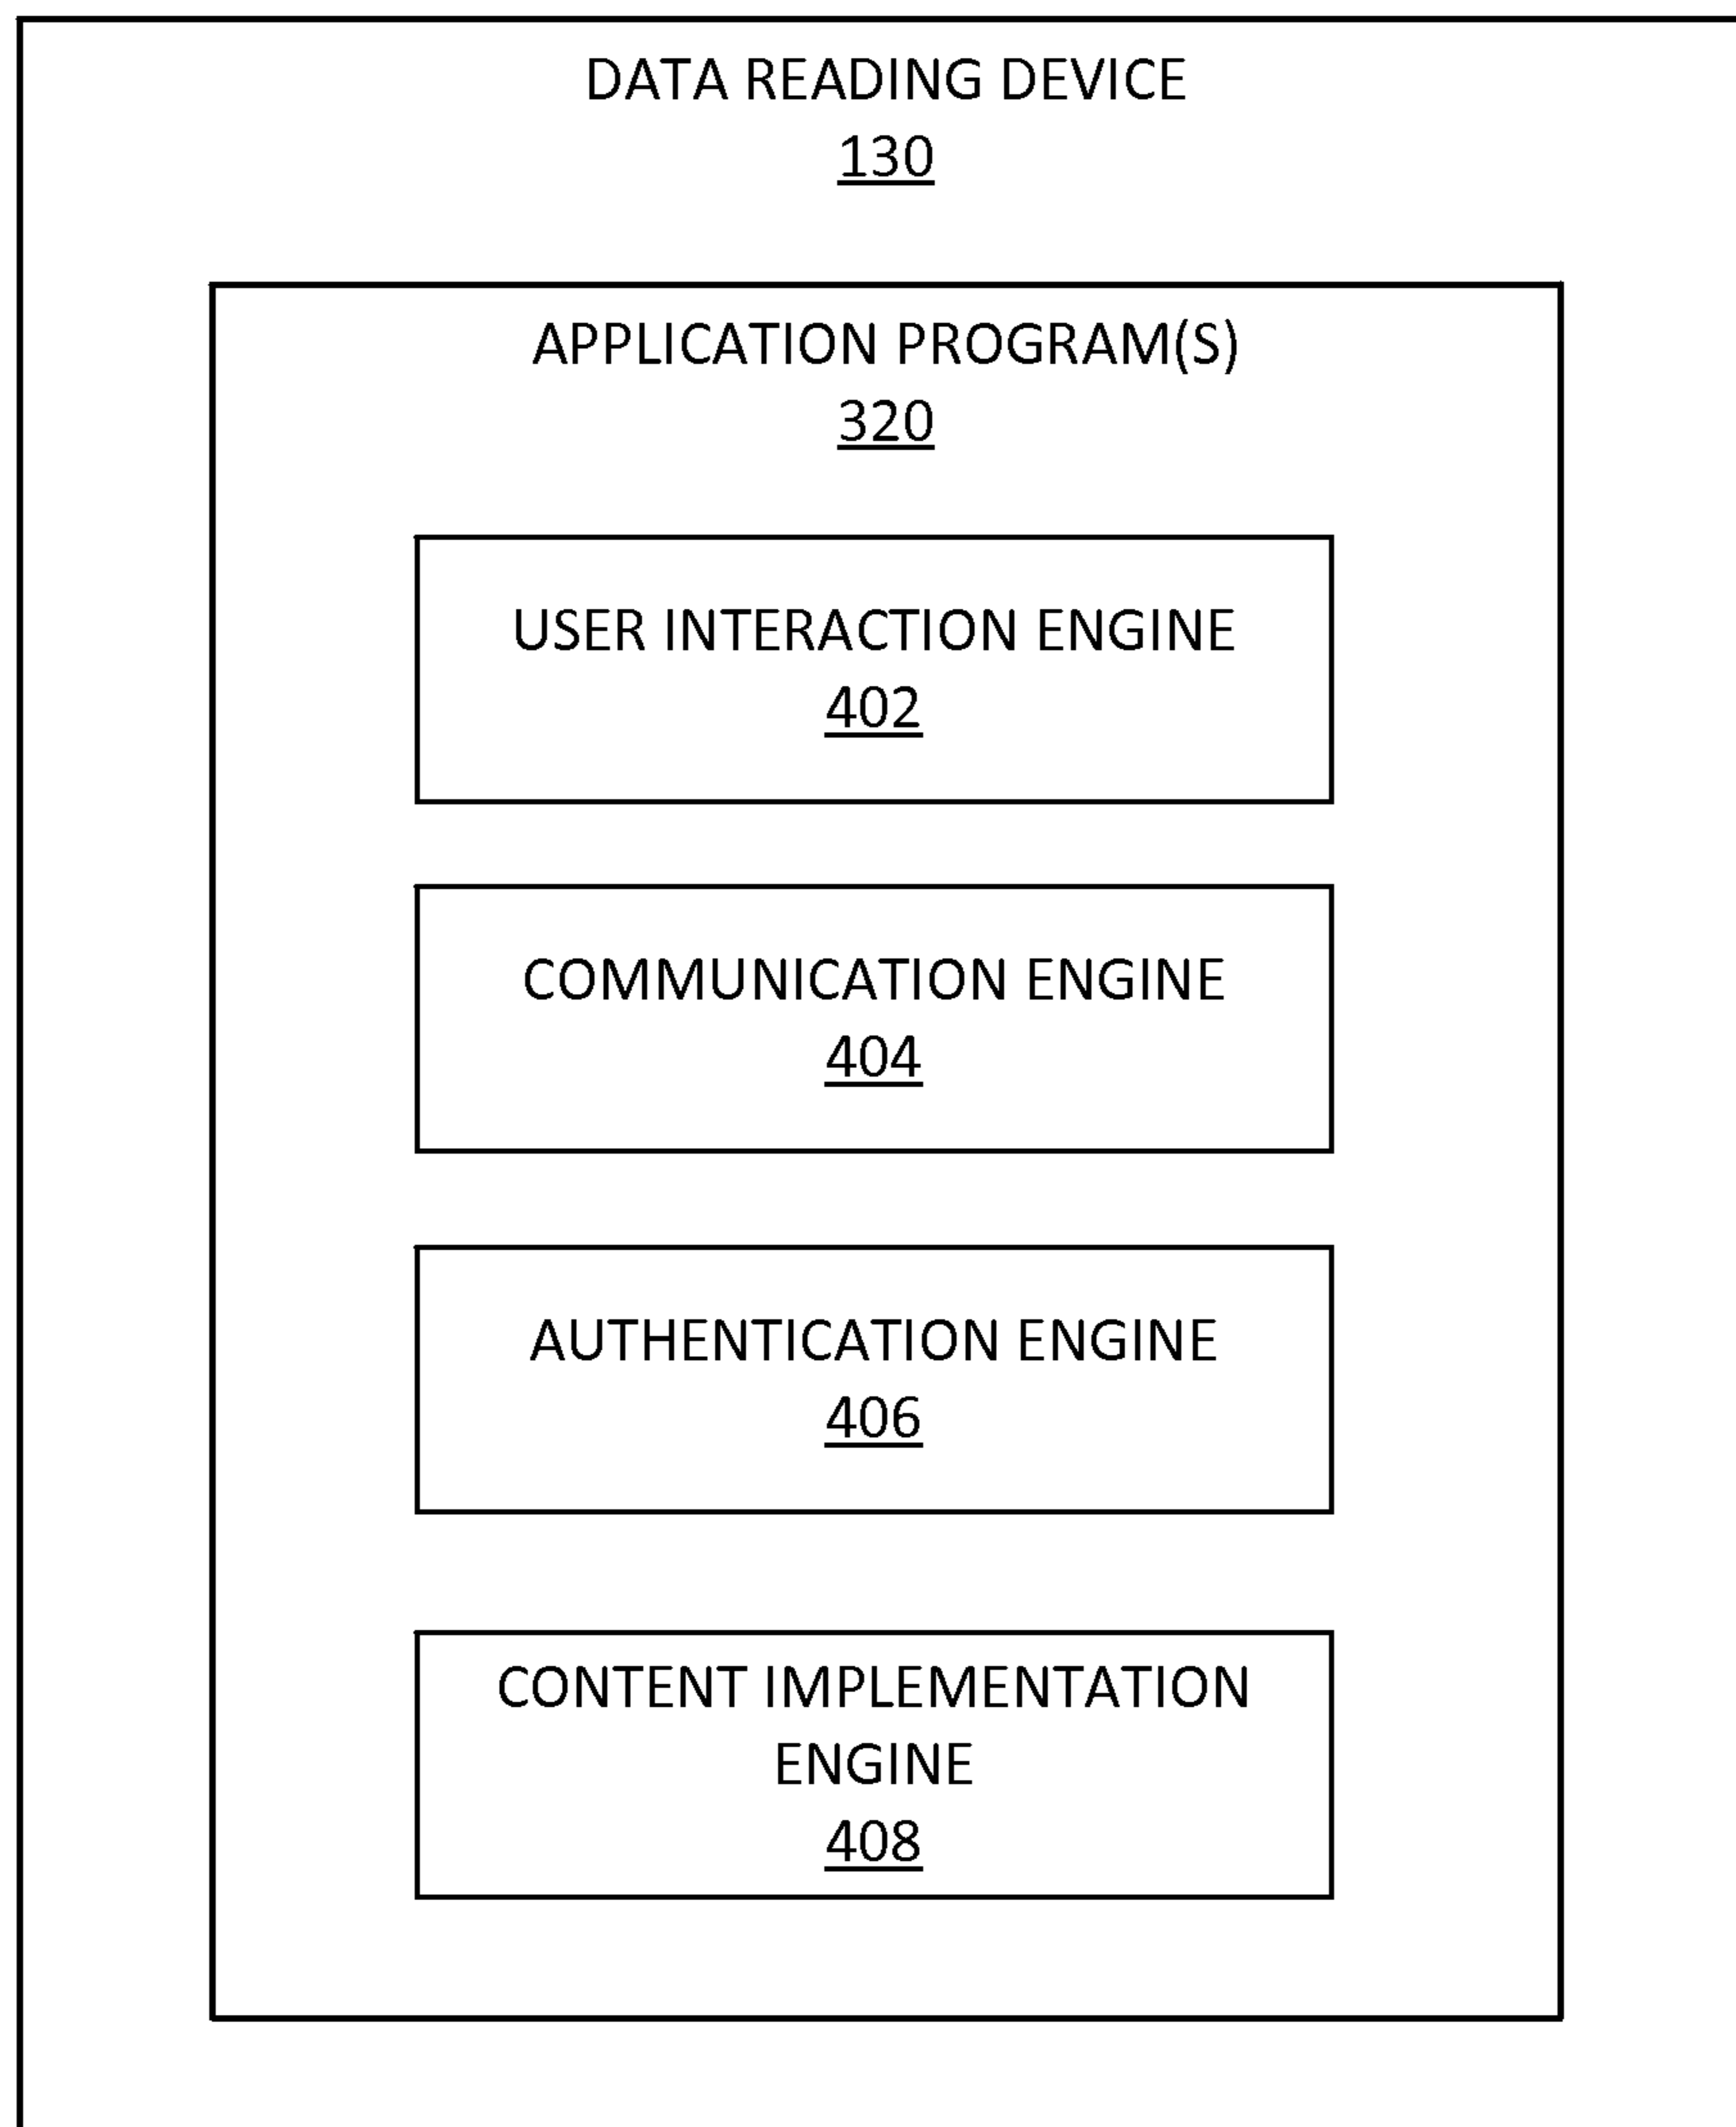 DATA READING DEVICE
130
APPLICATION PROGRAM(S)
320
USER INTERACTION ENGINE
402
COMMUNICATION ENGINE
404
AUTHENTICATION ENGINE
406
CONTENT IMPLEMENTATION
ENGINE
408